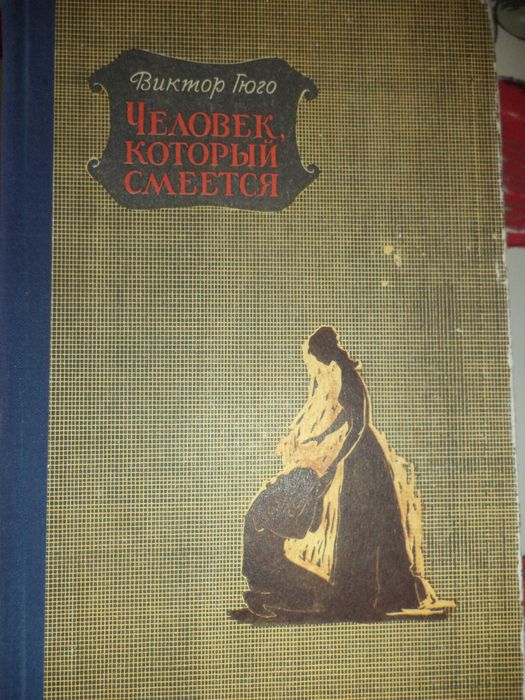 Виктор Гюго
Человек,
который
смеется